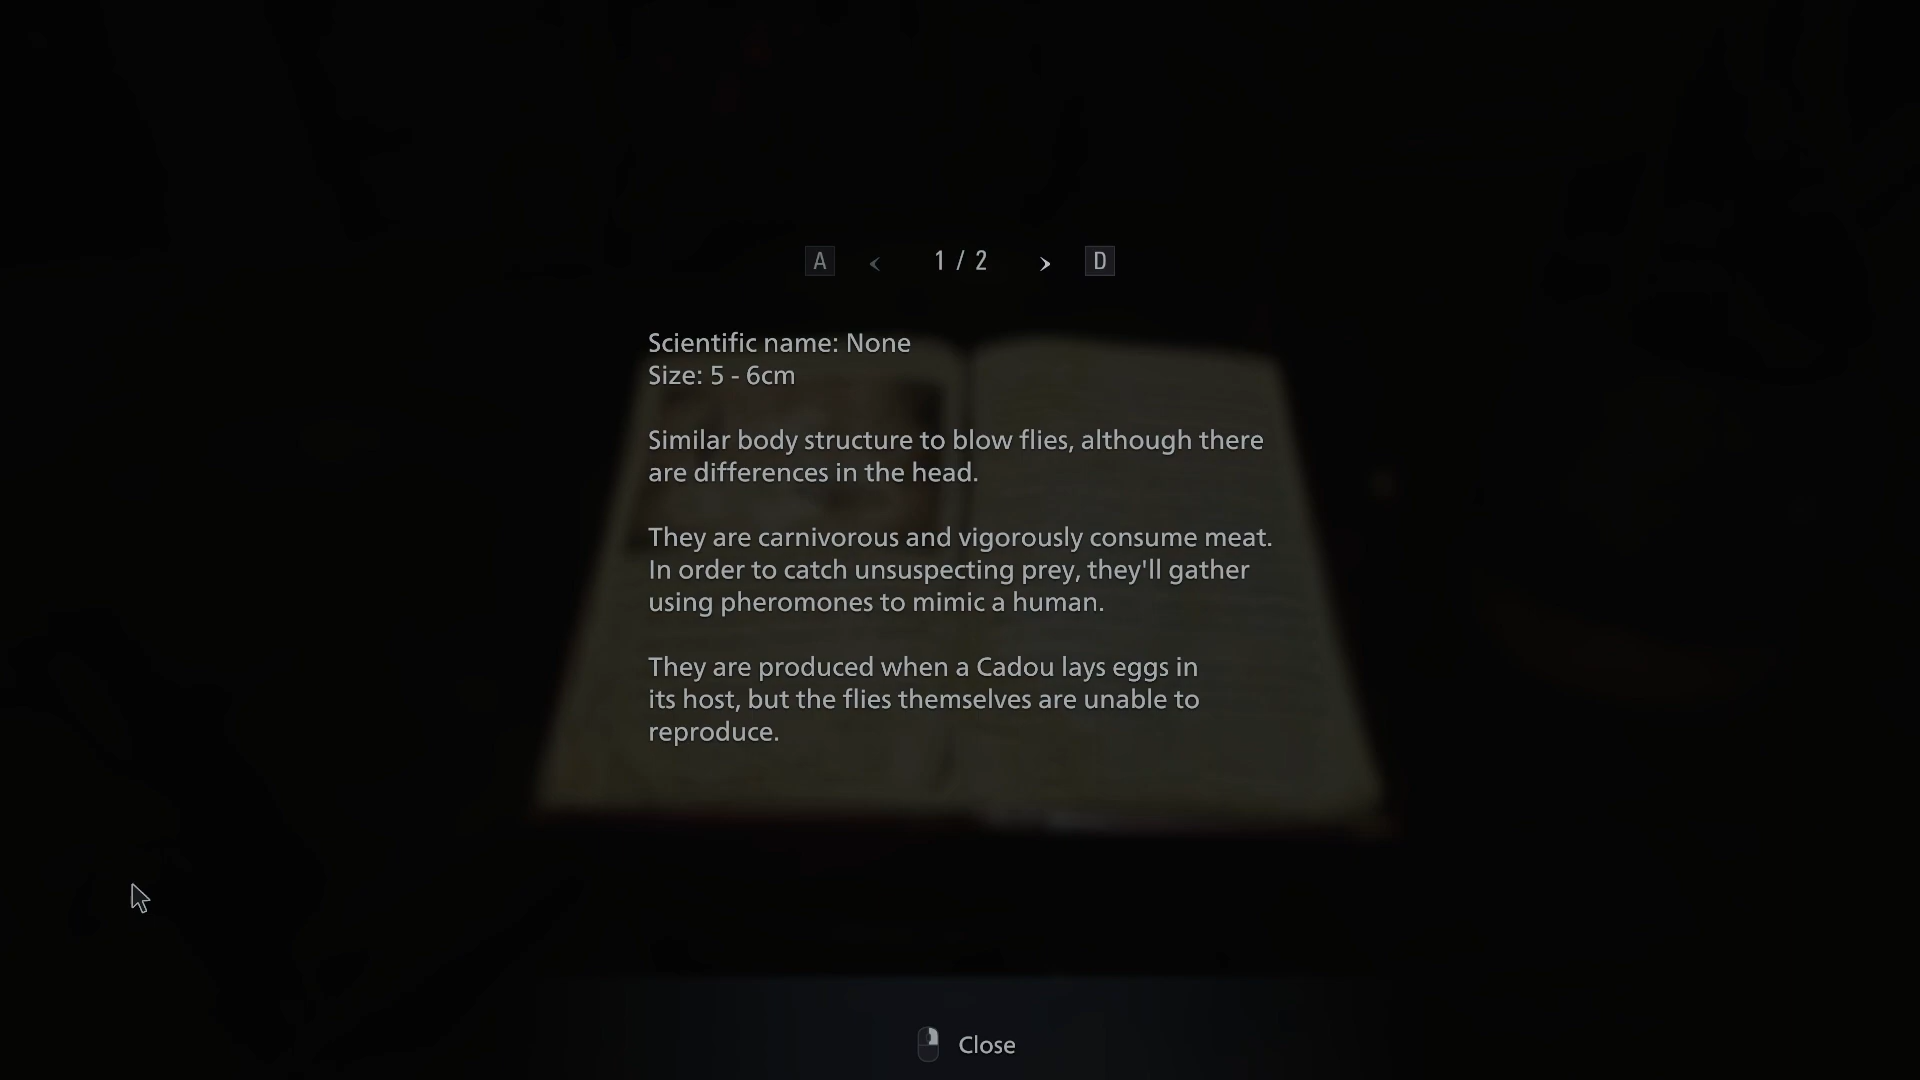 A < 1 / 2 > D
Scientific name: None
Size: 5 - 6cm
Similar body structure to blow flies, although there
are differences in the head.
They are carnivorous and vigorously consume meat.
In order to catch unsuspecting prey, they'll gather
using pheromones to mimic a human.
They are produced when a Cadou lays eggs in
its host, but the flies themselves are unable to
reproduce.
Close